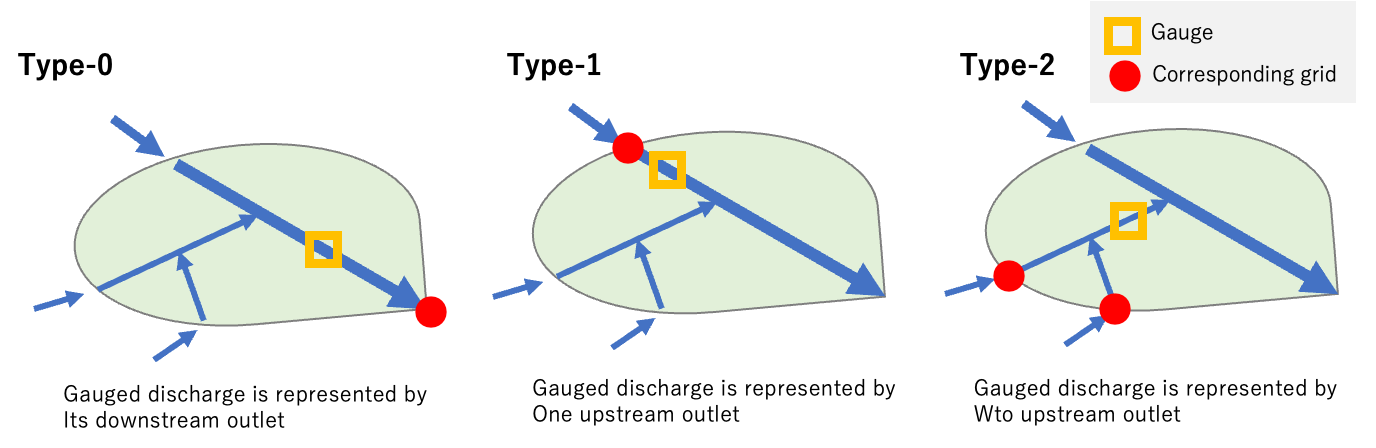 Gauge
Corresponding grid
Type-0
Type-1
Type-2
Gauged discharge is represented by
Its downstream outlet
Gauged discharge is represented by
One upstream outlet
Gauged discharge is represented by
Wto upstream outlet